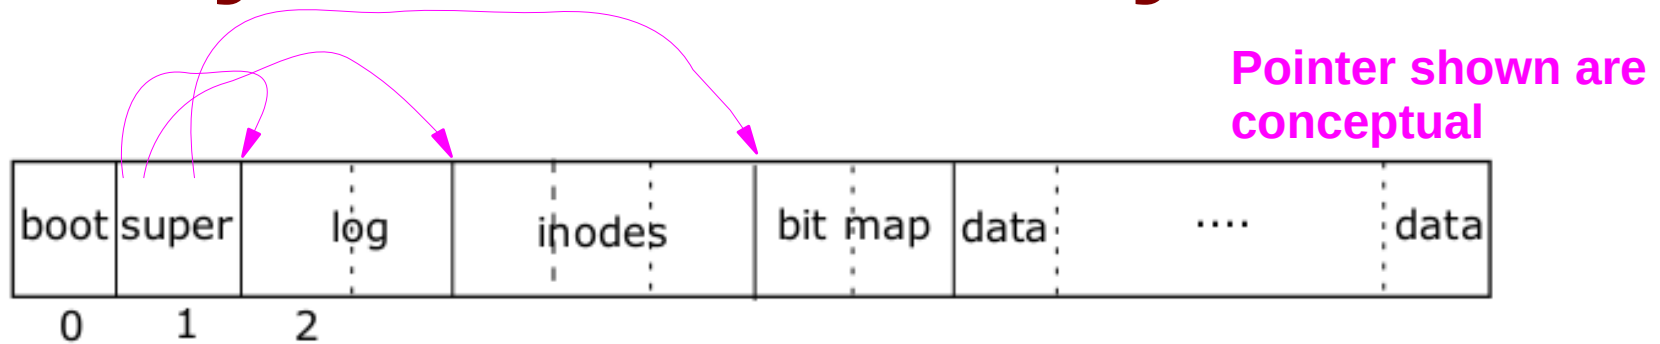 Pointer shown are
conceptual
boot super log inodes bit map data .... data
0 1 2